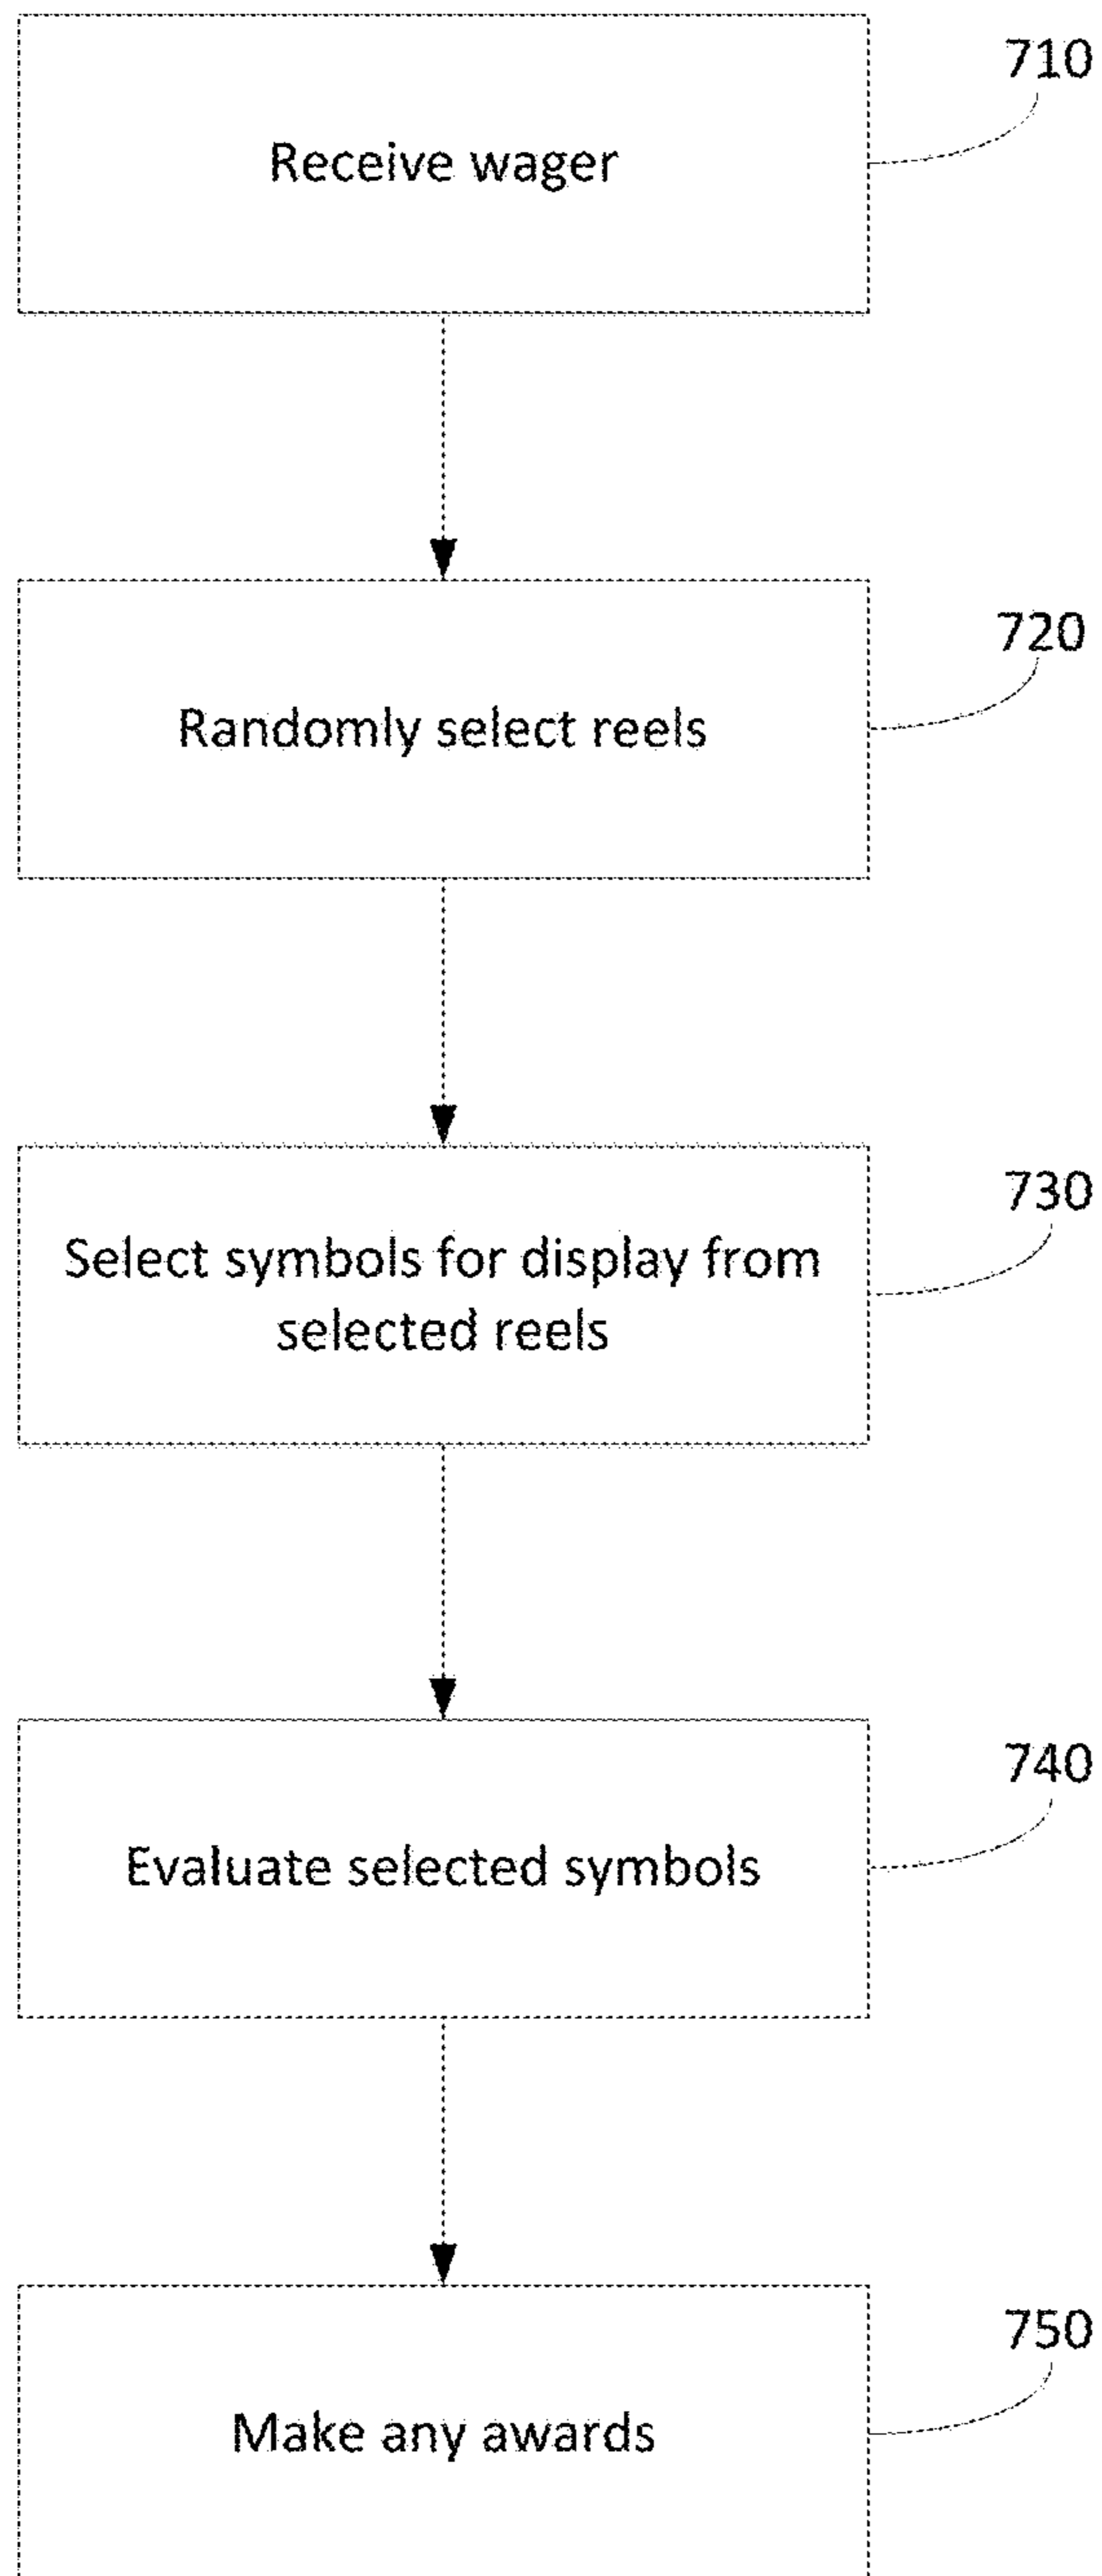 710
Receive wager
720
Randomly select reels
730
Select symbols for display from
selected reels
740
Evaluate selected symbols
750
Make any awards